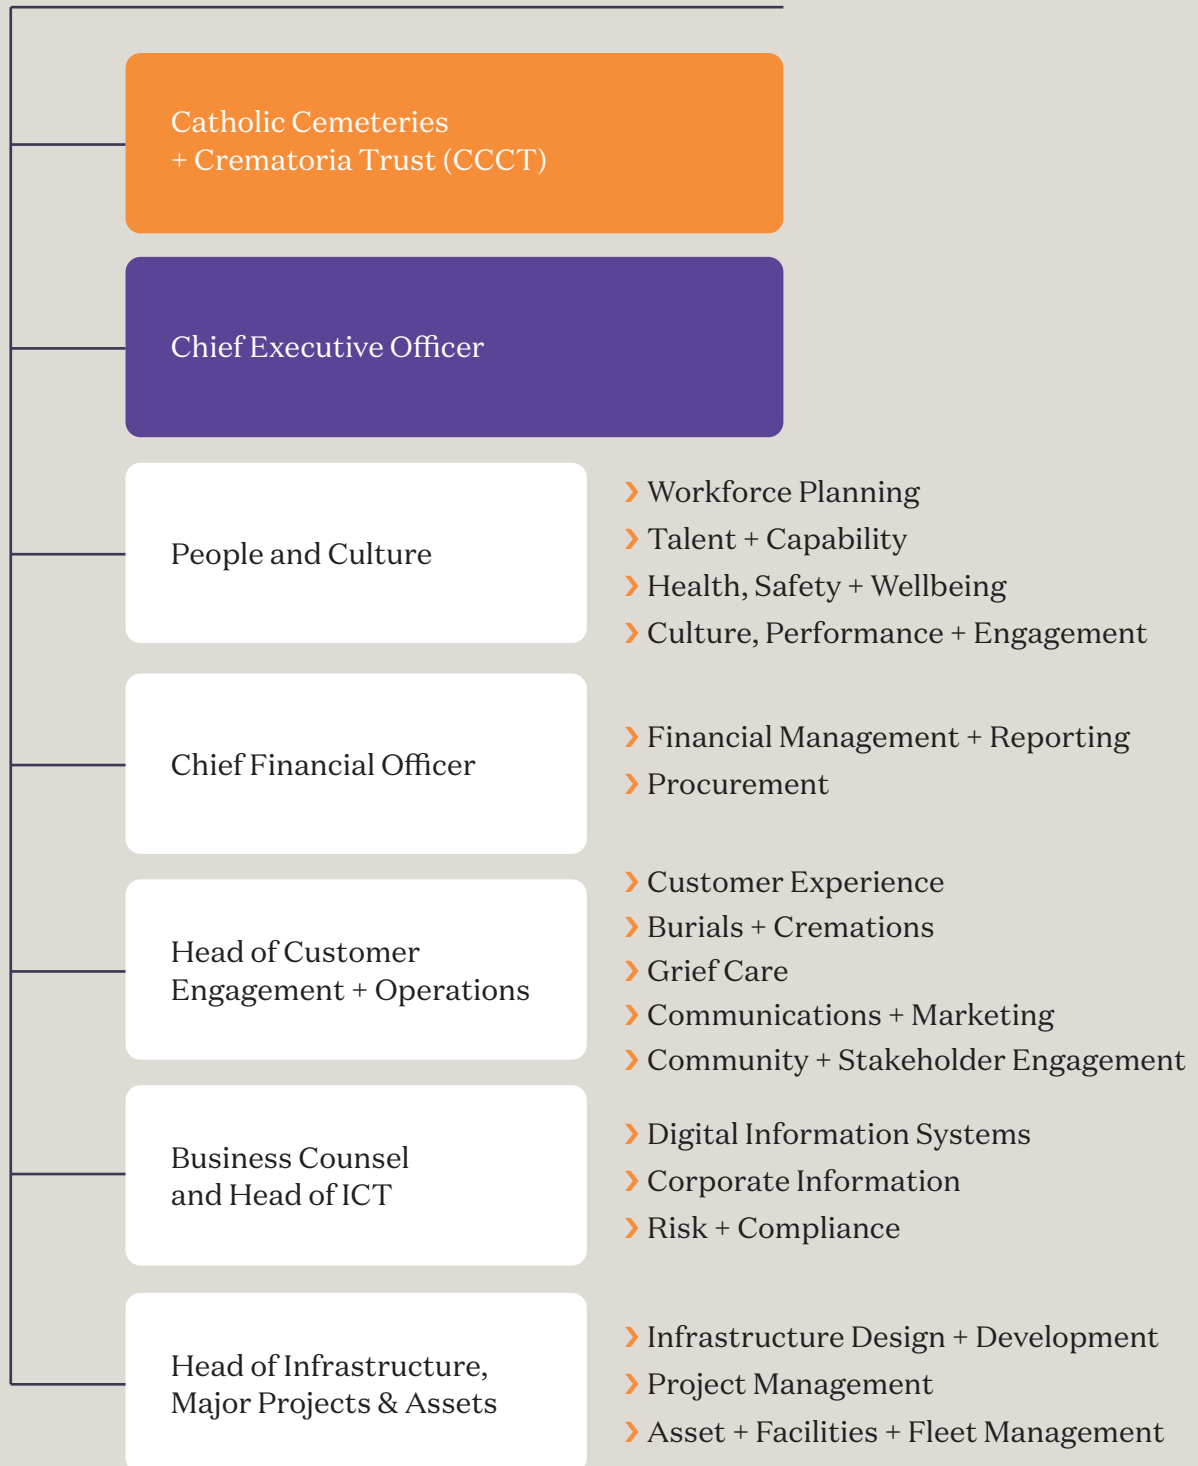 Catholic Cemeteries
+ Crematoria Trust (CCCT)
Chief Executive Officer
People and Culture
› Workforce Planning
› Talent + Capability
› Health, Safety + Wellbeing
› Culture, Performance + Engagement
Chief Financial Officer
› Financial Management + Reporting
› Procurement
Head of Customer
Engagement + Operations
› Customer Experience
› Burials + Cremations
› Grief Care
› Communications + Marketing
› Community + Stakeholder Engagement
Business Counsel
and Head of ICT
› Digital Information Systems
› Corporate Information
› Risk + Compliance
Head of Infrastructure,
Major Projects & Assets
› Infrastructure Design + Development
› Project Management
› Asset + Facilities + Fleet Management